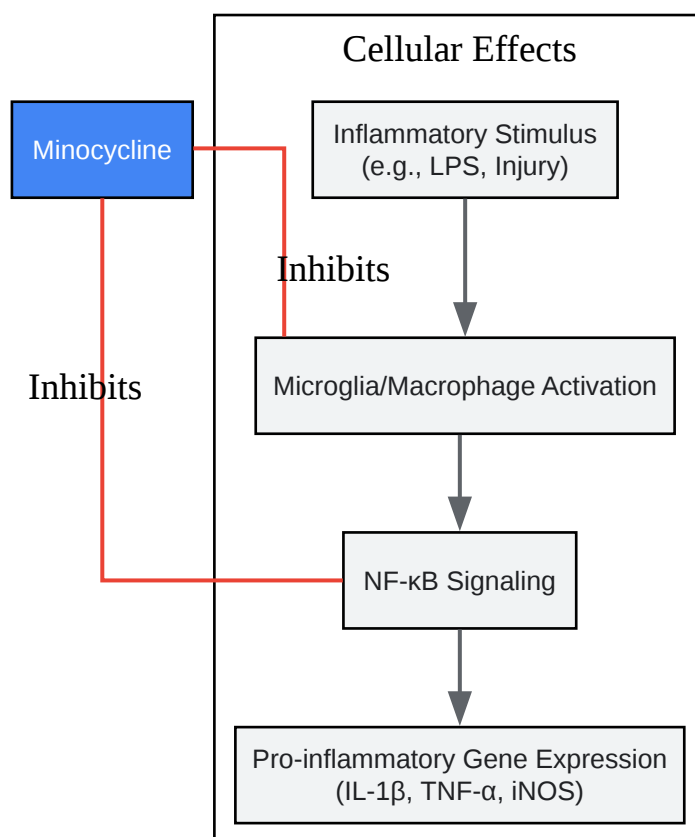 Cellular Effects
Minocycline
Inflammatory Stimulus
(e.g., LPS, Injury)
Inhibits
Microglia/Macrophage Activation
Inhibits
NF-κB Signaling
Pro-inflammatory Gene Expression
(IL-1β, TNF-α, iNOS)